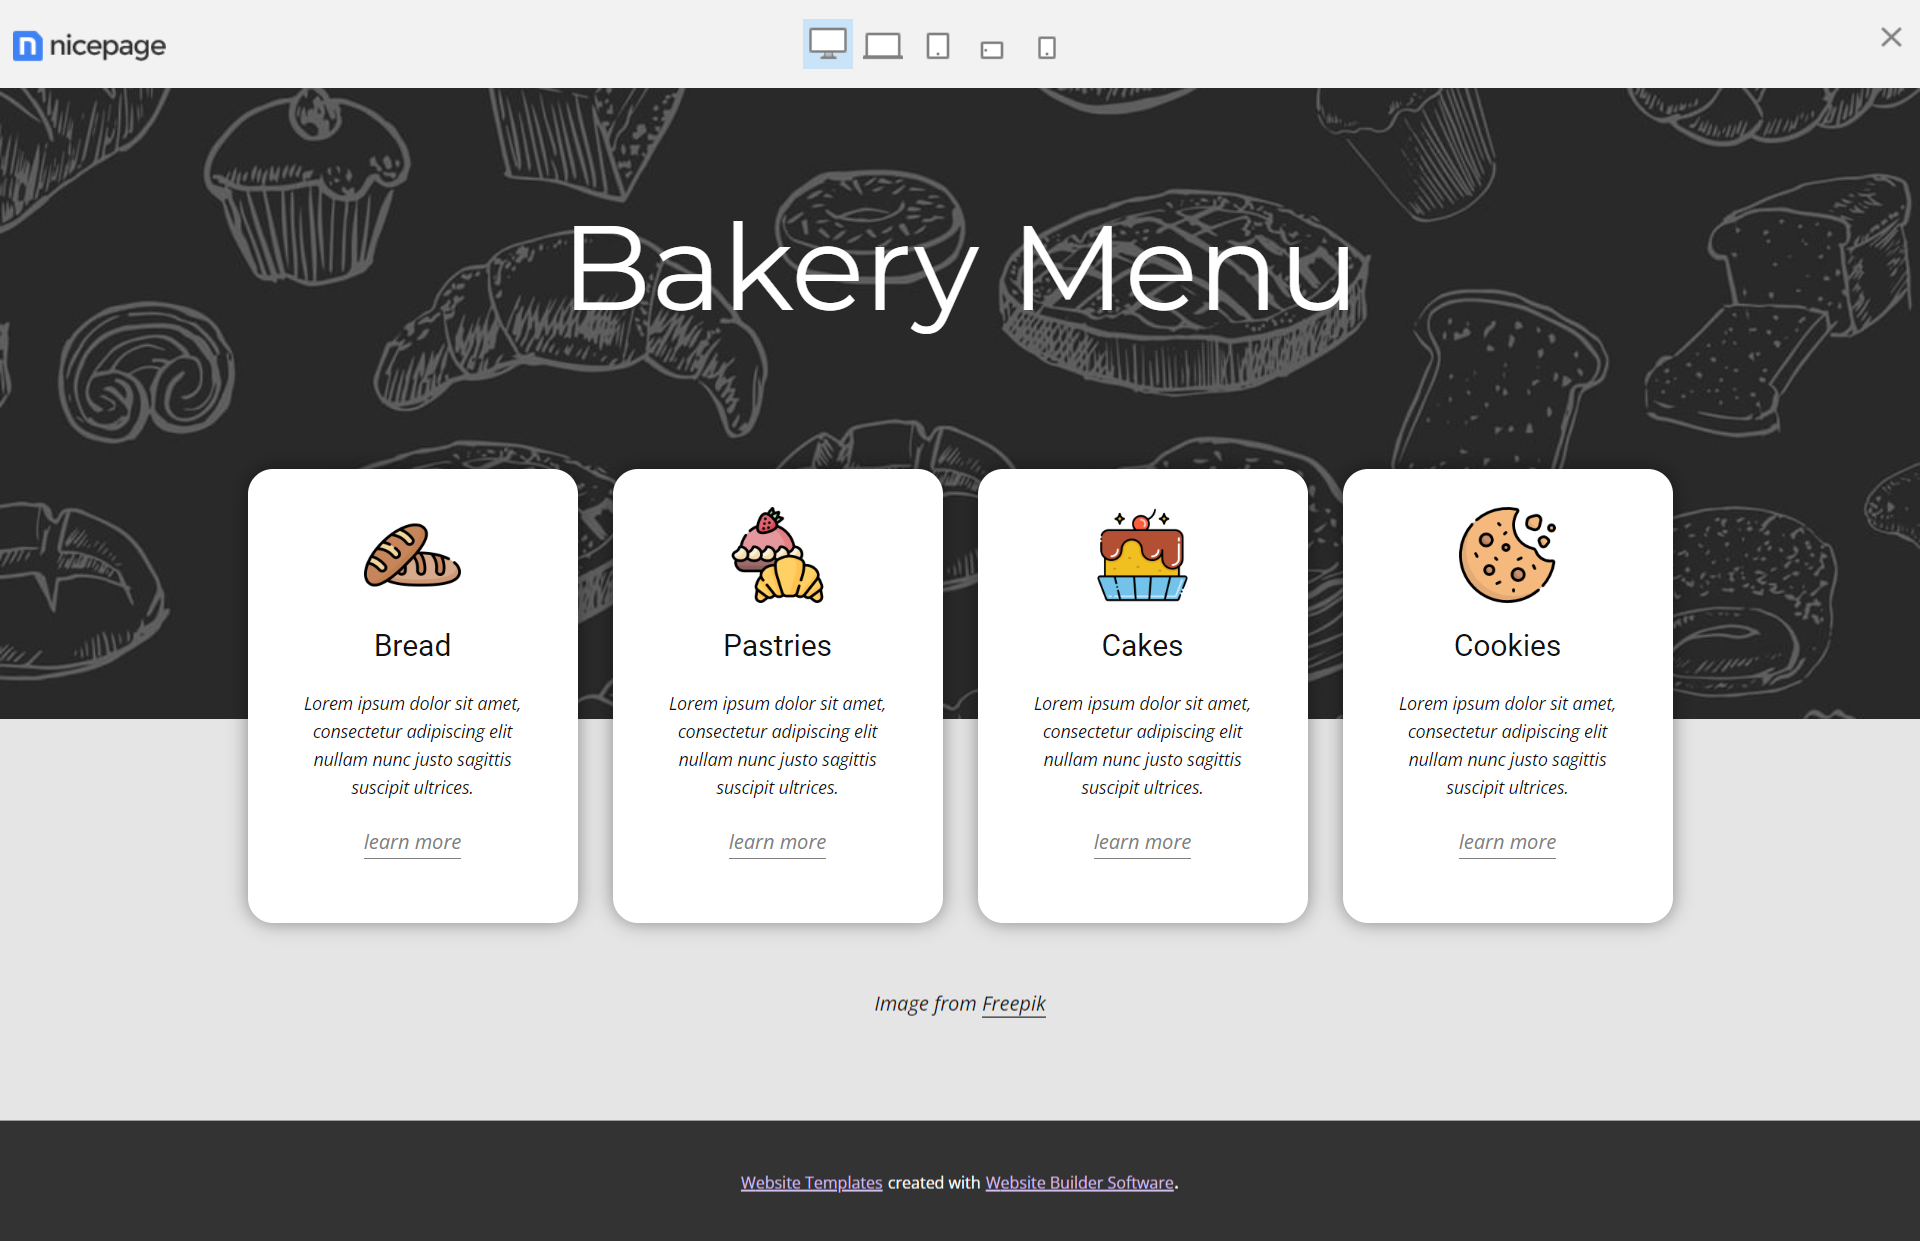 nicepage
Bakery Menu
Bread
Lorem ipsum dolor sit amet,
consectetur adipiscing elit
nullam nunc justo sagittis
suscipit ultrices.
learn more
Pastries
Lorem ipsum dolor sit amet,
consectetur adipiscing elit
nullam nunc justo sagittis
suscipit ultrices.
learn more
Cakes
Lorem ipsum dolor sit amet,
consectetur adipiscing elit
nullam nunc justo sagittis
suscipit ultrices.
learn more
Cookies
Lorem ipsum dolor sit amet,
consectetur adipiscing elit
nullam nunc justo sagittis
suscipit ultrices.
learn more
Image from Freepik
Website Templates created with Website Builder Software.